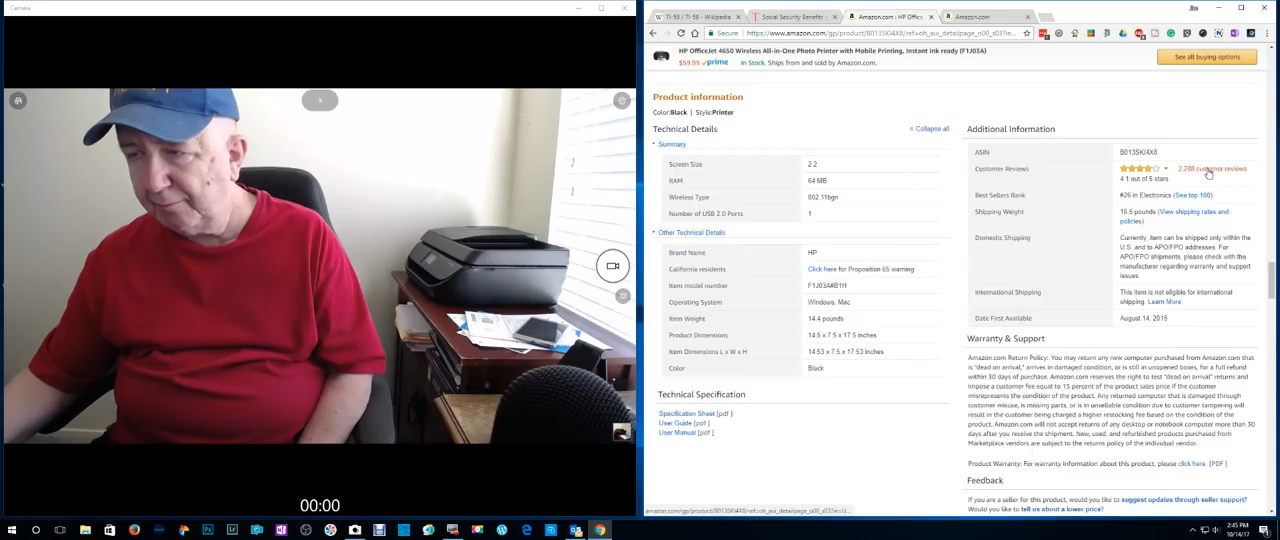 Camera
00:00
Jim
TI-59 / TI-58 - Wikipedia
Social Security Benefits
Amazon.com : HP Office
Amazon.com
Secure https://www.amazon.com/gp/product/B013SKI4X8/ref=oh_aui_detailpage_o00_s03?ie
HP OfficeJet 4650 Wireless All-in-One Photo Printer with Mobile Printing, Instant Ink ready (F1J03A)
$59.99 prime In Stock. Ships from and sold by Amazon.com.
See all buying options
Product information
Color:Black | Style:Printer
Technical Details
Collapse all
Summary
Screen Size 2.2
RAM 64 MB
Wireless Type 802.11bgn
Number of USB 2.0 Ports 1
Other Technical Details
Brand Name HP
California residents Click here for Proposition 65 warning
Item model number F1J03A#B1H
Operating System Windows, Mac
Item Weight 14.4 pounds
Product Dimensions 14.5 x 7.5 x 17.5 inches
Item Dimensions L x W x H 14.53 x 7.5 x 17.53 inches
Color Black
Technical Specification
Specification Sheet [pdf ]
User Guide [pdf ]
User Manual [pdf ]
Additional Information
ASIN B013SKI4X8
Customer Reviews 2,288 customer reviews
4.1 out of 5 stars
Best Sellers Rank #26 in Electronics (See top 100)
Shipping Weight 16.5 pounds (View shipping rates and
policies)
Domestic Shipping Currently, item can be shipped only within the
U.S. and to APO/FPO addresses. For
APO/FPO shipments, please check with the
manufacturer regarding warranty and support
issues.
International Shipping This item is not eligible for international
shipping. Learn More
Date First Available August 14, 2015
Warranty & Support
Amazon.com Return Policy: You may return any new computer purchased from Amazon.com that
is "dead on arrival," arrives in damaged condition, or is still in unopened boxes, for a full refund
within 30 days of purchase. Amazon.com reserves the right to test "dead on arrival" returns and
impose a customer fee equal to 15 percent of the product sales price if the customer
misrepresents the condition of the product. Any returned computer that is damaged through
customer misuse, is missing parts, or is in unsellable condition due to customer tampering will
result in the customer being charged a higher restocking fee based on the condition of the
product. Amazon.com will not accept returns of any desktop or notebook computer more than 30
days after you receive the shipment. New, used, and refurbished products purchased from
Marketplace vendors are subject to the returns policy of the individual vendor.
Product Warranty: For warranty information about this product, please click here. [PDF ]
Feedback
If you are a seller for this product, would you like to suggest updates through seller support?
Would you like to tell us about a lower price?
amazon.com/gp/product/B013SKI4X8/ref=oh_aui_detailpage_o00_s03?ie=U...
2:45 PM
10/14/17